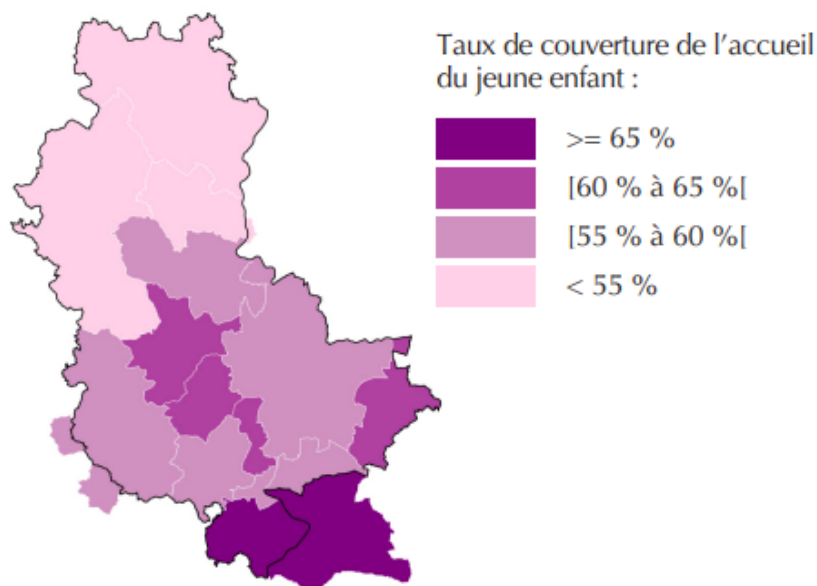 Taux de couverture de l’accueil
du jeune enfant :
>= 65 %
[60 % à 65 %[
[55 % à 60 %[
< 55 %